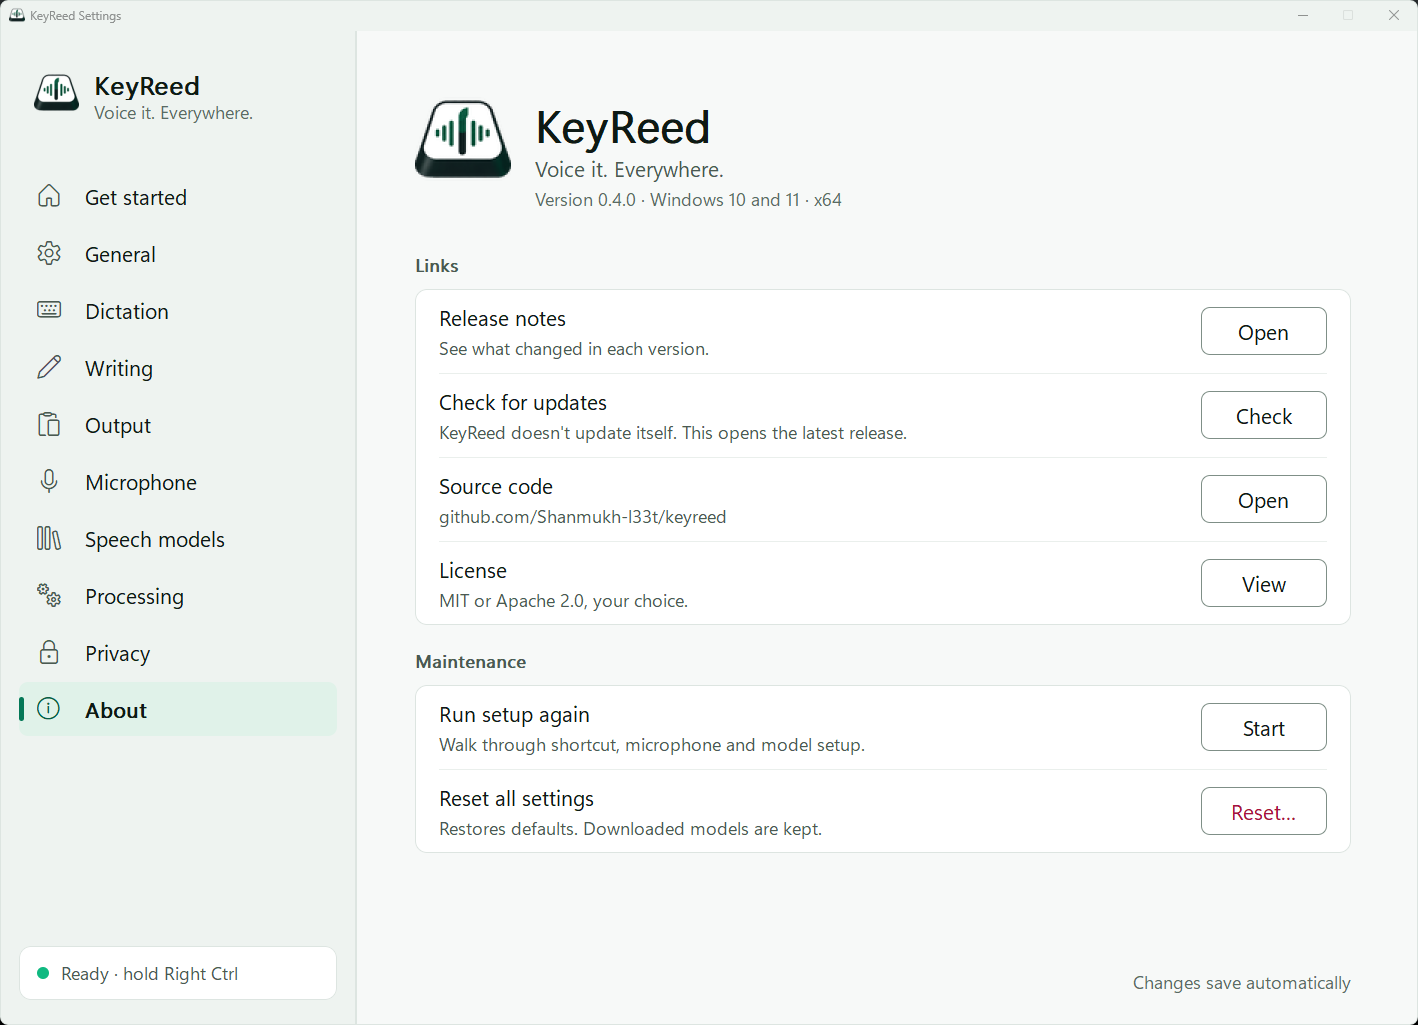 KeyReed Settings
KeyReed
Voice it. Everywhere.
Get started
General
Dictation
Writing
Output
Microphone
Speech models
Processing
Privacy
About
Ready · hold Right Ctrl
KeyReed
Voice it. Everywhere.
Version 0.4.0 · Windows 10 and 11 · x64
Links
Release notes
See what changed in each version.
Open
Check for updates
KeyReed doesn't update itself. This opens the latest release.
Check
Source code
github.com/Shanmukh-l33t/keyreed
Open
License
MIT or Apache 2.0, your choice.
View
Maintenance
Run setup again
Walk through shortcut, microphone and model setup.
Start
Reset all settings
Restores defaults. Downloaded models are kept.
Reset...
Changes save automatically